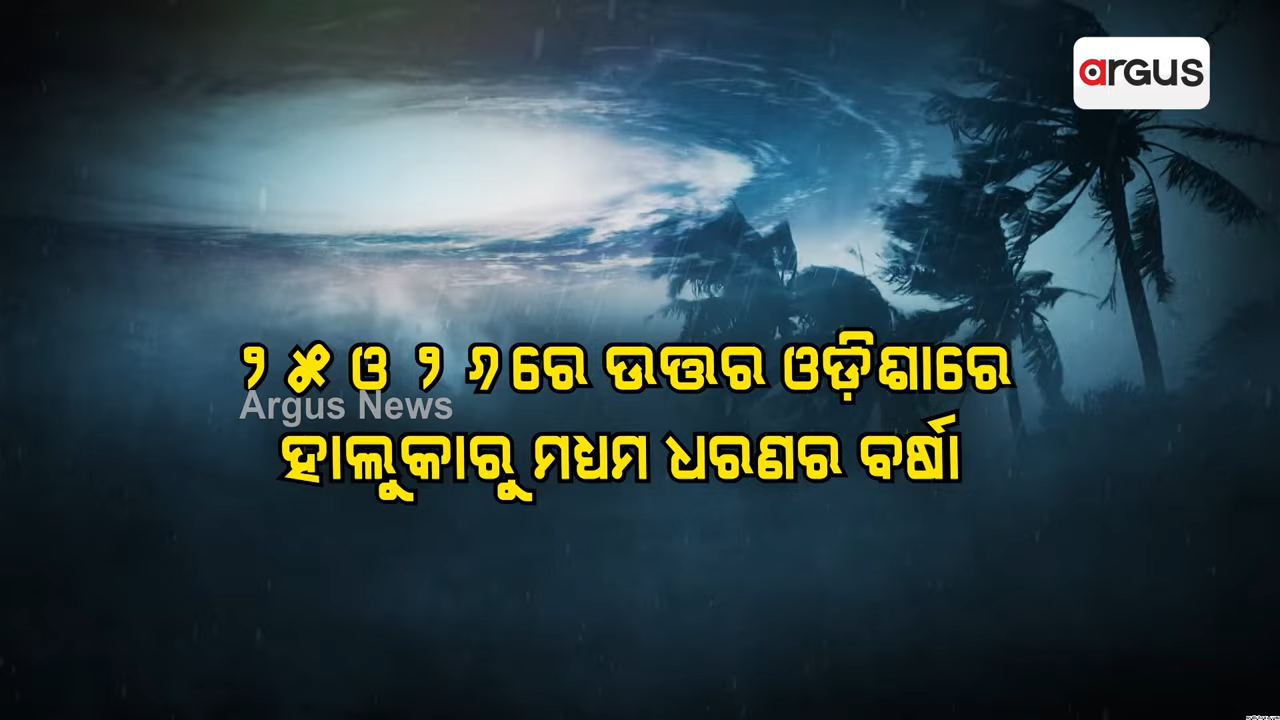 argus
୨୫ ଓ ୨୬ରେ ଉତ୍ତର ଓଡ଼ିଶାରେ
Argus News
ହାଲୁକାରୁ ମଧ୍ୟମ ଧରଣର ବର୍ଷା